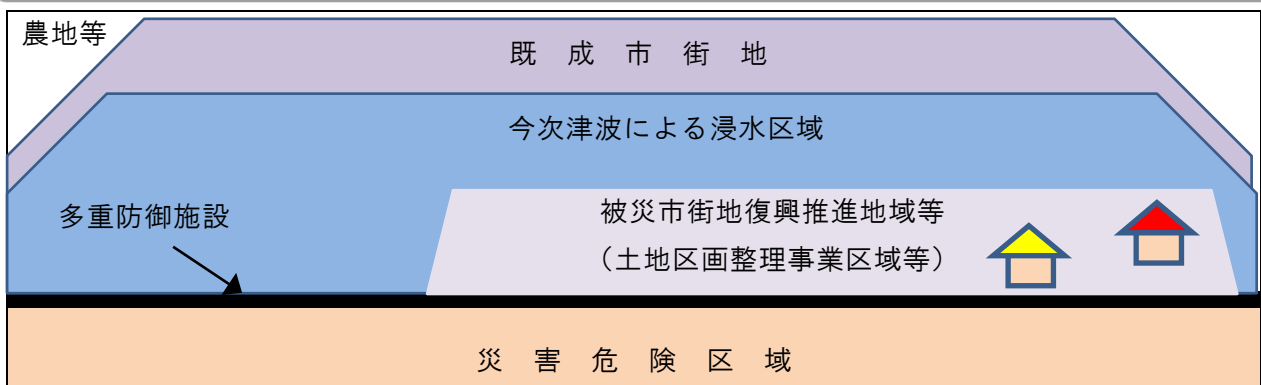 農地等
既成市街地
今次津波による浸水区域
多重防御施設
被災市街地復興推進地域等
（土地区画整理事業区域等）
災害危険区域